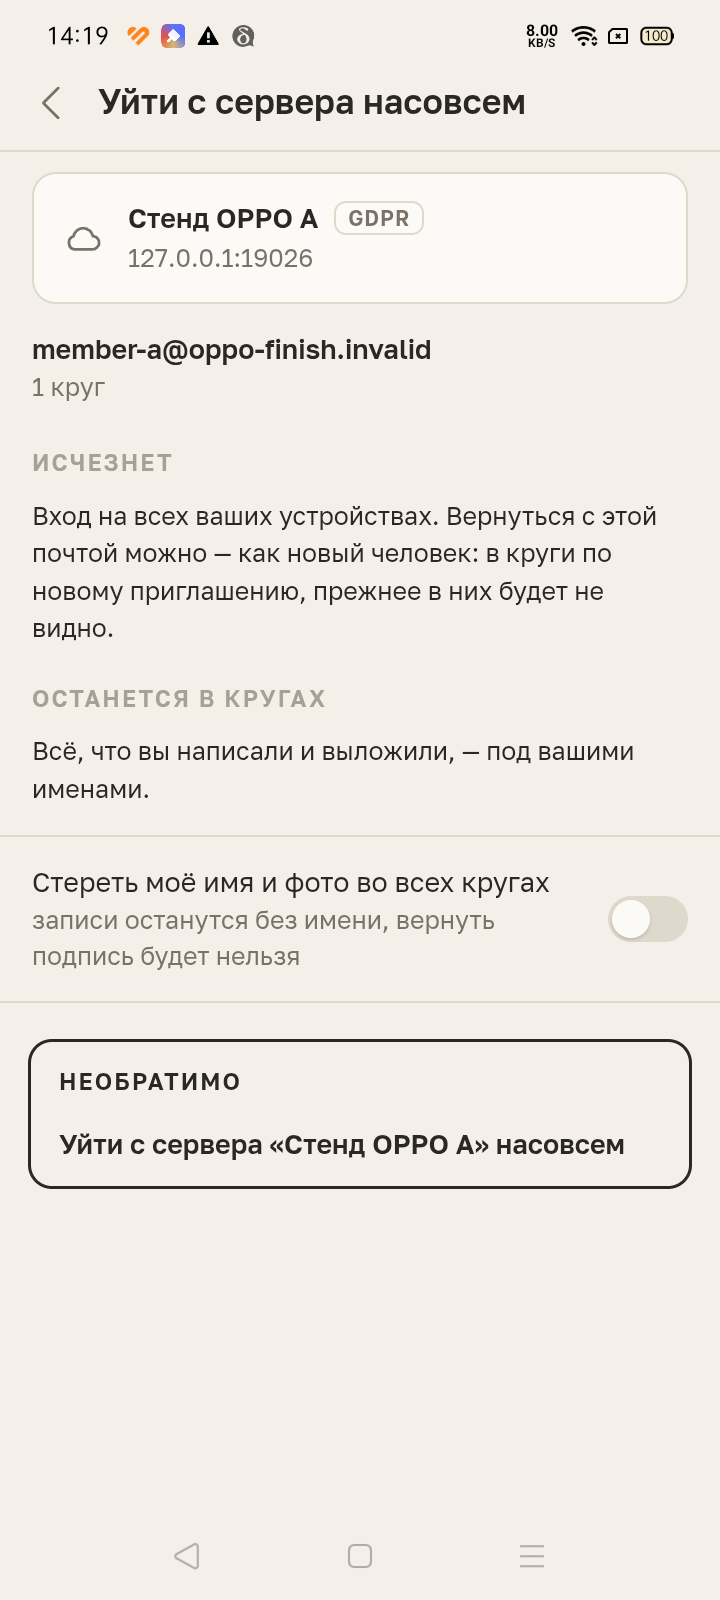 14:19
8.00
KB/S
100
Уйти с сервера насовсем
Стенд OPPO A
GDPR
127.0.0.1:19026
member-a@oppo-finish.invalid
1 круг
ИСЧЕЗНЕТ
Вход на всех ваших устройствах. Вернуться с этой
почтой можно — как новый человек: в круги по
новому приглашению, прежнее в них будет не
видно.
ОСТАНЕТСЯ В КРУГАХ
Всё, что вы написали и выложили, — под вашими
именами.
Стереть моё имя и фото во всех кругах
записи останутся без имени, вернуть
подпись будет нельзя
НЕОБРАТИМО
Уйти с сервера «Стенд OPPO A» насовсем